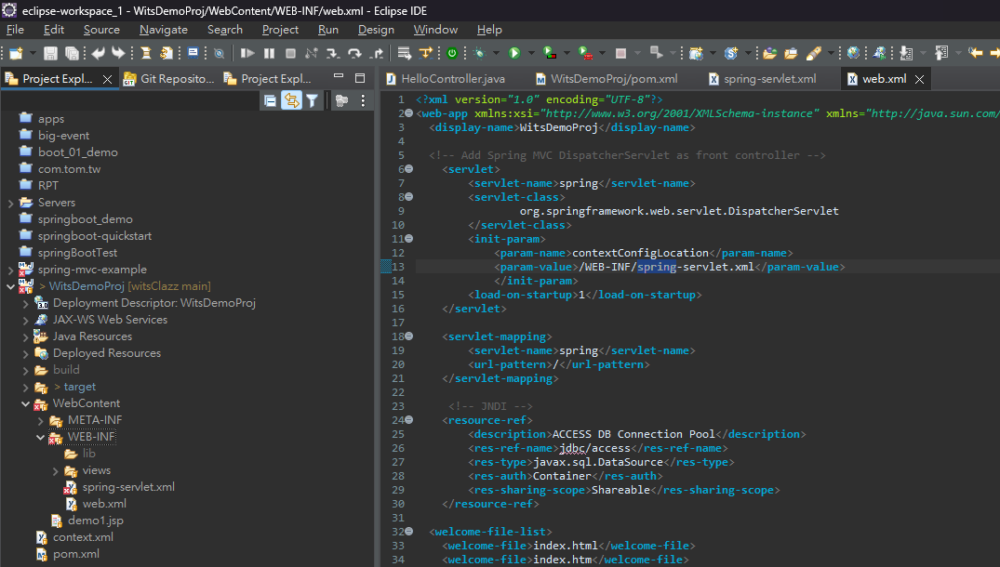 eclipse-workspace_1 - WitsDemoProj/WebContent/WEB-INF/web.xml - Eclipse IDE
File Edit Source Navigate Search Project Run Design Window Help
Project Expl... Git Reposito... Project Expl...
HelloController.java WitsDemoProj/pom.xml spring-servlet.xml web.xml
apps
big-event
boot_01_demo
com.tom.tw
RPT
Servers
springboot_demo
springboot-quickstart
springBootTest
spring-mvc-example
> WitsDemoProj [witsClazz main]
Deployment Descriptor: WitsDemoProj
JAX-WS Web Services
Java Resources
Deployed Resources
build
> target
WebContent
META-INF
WEB-INF
lib
views
spring-servlet.xml
web.xml
demo1.jsp
context.xml
pom.xml
1 <?xml version="1.0" encoding="UTF-8"?>
2 <web-app xmlns:xsi="http://www.w3.org/2001/XMLSchema-instance" xmlns="http://java.sun.com/
3 <display-name>WitsDemoProj</display-name>
4
5 <!-- Add Spring MVC DispatcherServlet as front controller -->
6 <servlet>
7 <servlet-name>spring</servlet-name>
8 <servlet-class>
9 org.springframework.web.servlet.DispatcherServlet
10 </servlet-class>
11 <init-param>
12 <param-name>contextConfigLocation</param-name>
13 <param-value>/WEB-INF/spring-servlet.xml</param-value>
14 </init-param>
15 <load-on-startup>1</load-on-startup>
16 </servlet>
17
18 <servlet-mapping>
19 <servlet-name>spring</servlet-name>
20 <url-pattern>/</url-pattern>
21 </servlet-mapping>
22
23 <!-- JNDI -->
24 <resource-ref>
25 <description>ACCESS DB Connection Pool</description>
26 <res-ref-name>jdbc/access</res-ref-name>
27 <res-type>javax.sql.DataSource</res-type>
28 <res-auth>Container</res-auth>
29 <res-sharing-scope>Shareable</res-sharing-scope>
30 </resource-ref>
31
32 <welcome-file-list>
33 <welcome-file>index.html</welcome-file>
34 <welcome-file>index.htm</welcome-file>